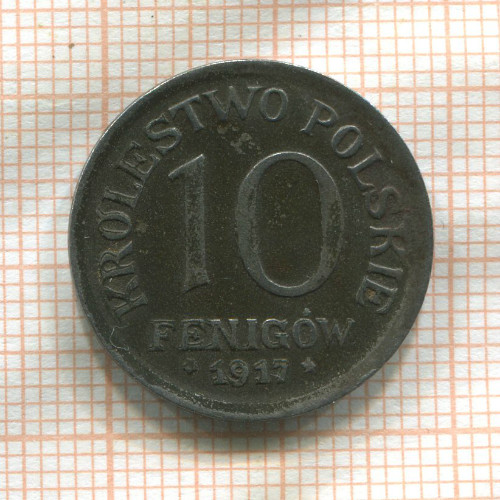 KRÓLESTWO POLSKIE
10
FENIGÓW
* 1917 *